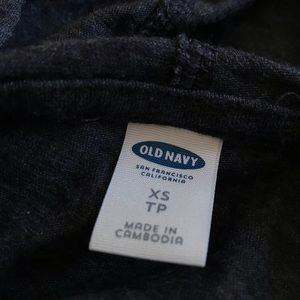 OLD NAVY
SAN FRANCISCO
CALIFORNIA
XS
TP
MADE IN
CAMBODIA